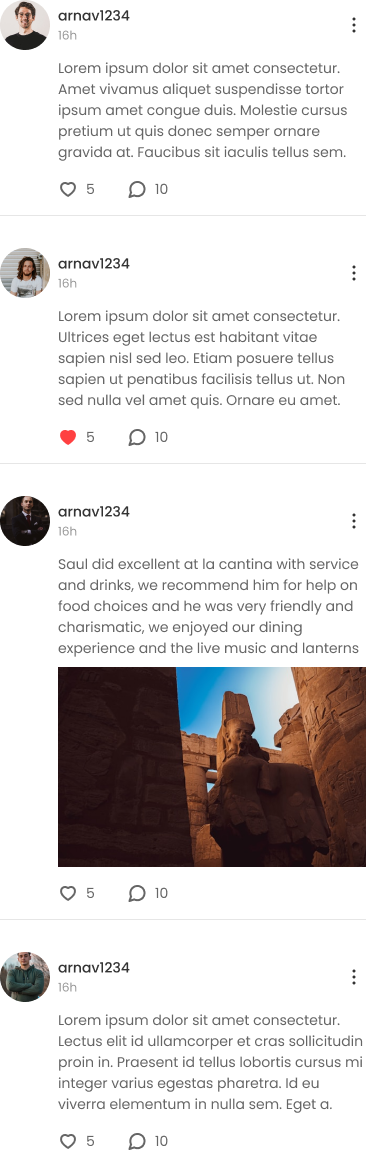 arnav1234
16h
Lorem ipsum dolor sit amet consectetur.
Amet vivamus aliquet suspendisse tortor
ipsum amet congue duis. Molestie cursus
pretium ut quis donec semper ornare
gravida at. Faucibus sit iaculis tellus sem.
5 10
arnav1234
16h
Lorem ipsum dolor sit amet consectetur.
Ultrices eget lectus est habitant vitae
sapien nisl sed leo. Etiam posuere tellus
sapien ut penatibus facilisis tellus ut. Non
sed nulla vel amet quis. Ornare eu amet.
5 10
arnav1234
16h
Saul did excellent at la cantina with service
and drinks, we recommend him for help on
food choices and he was very friendly and
charismatic, we enjoyed our dining
experience and the live music and lanterns
5 10
arnav1234
16h
Lorem ipsum dolor sit amet consectetur.
Lectus elit id ullamcorper et cras sollicitudin
proin in. Praesent id tellus lobortis cursus mi
integer varius egestas pharetra. Id eu
viverra elementum in nulla sem. Eget a.
5 10